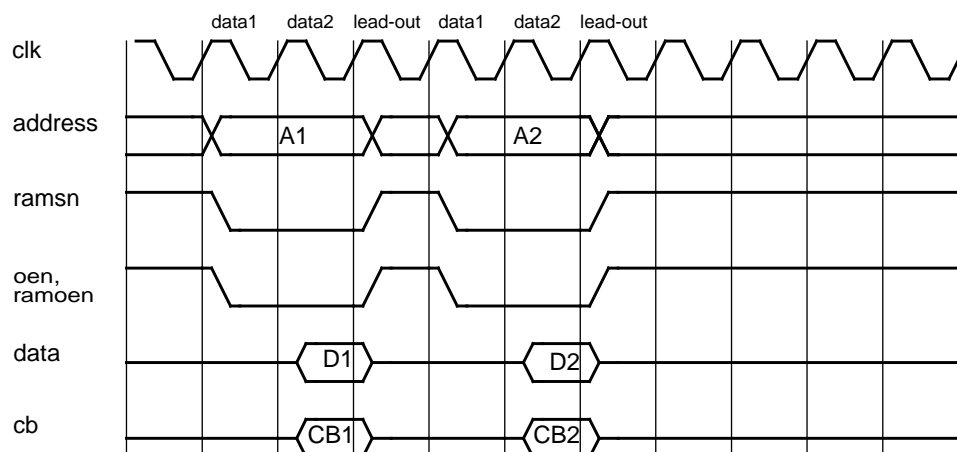 data1 data2 lead-out data1 data2 lead-out
clk
address A1 A2
ramsn
oen,
ramoen
data D1 D2
cb CB1 CB2